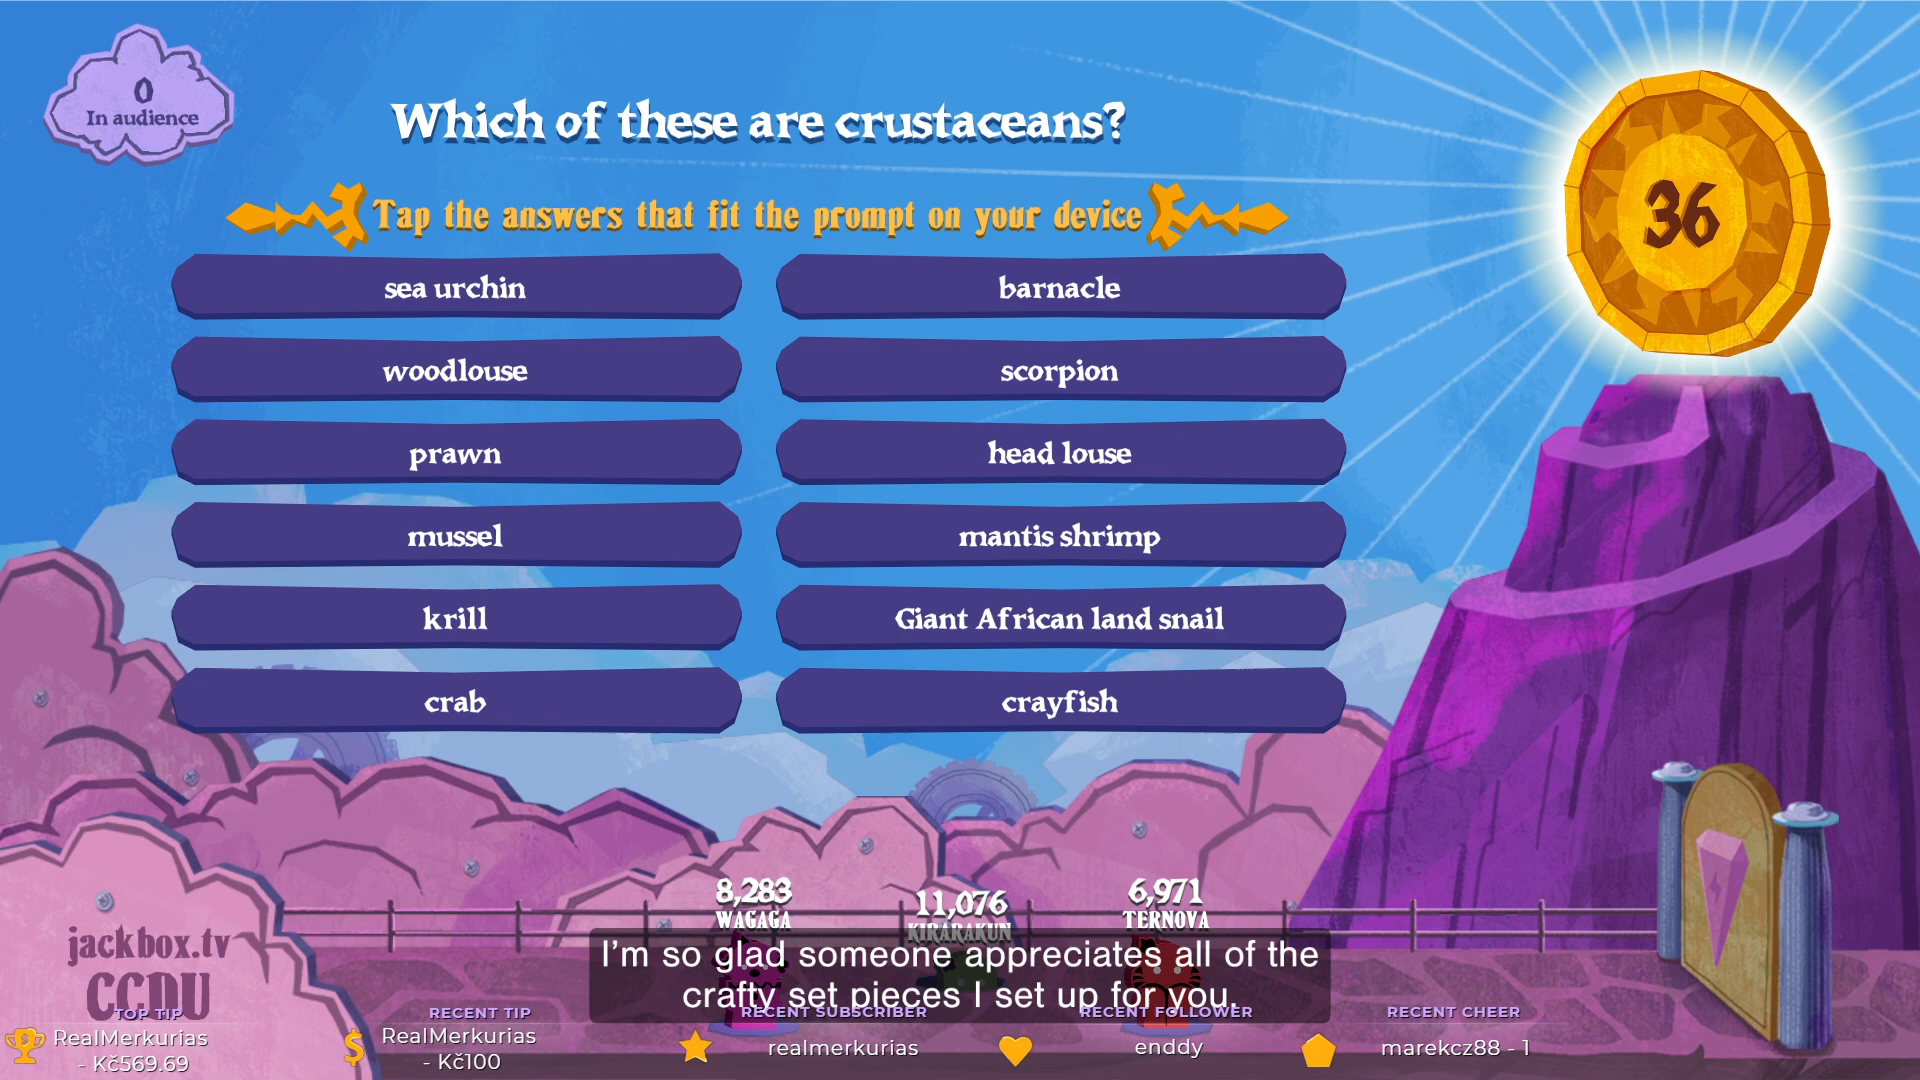 0
In audience
Which of these are crustaceans?
36
Tap the answers that fit the prompt on your device
sea urchin
barnacle
woodlouse
scorpion
prawn
head louse
mussel
mantis shrimp
krill
Giant African land snail
crab
crayfish
8,283
WAGAGA
11,076
KIRARAKUN
6,971
TERNOVA
I'm so glad someone appreciates all of the
crafty set pieces I set up for you.
jackbox.tv
CCDU
TOP TIP
RealMerkurias
- Kč569.69
RECENT TIP
RealMerkurias
- Kč100
RECENT SUBSCRIBER
realmerkurias
RECENT FOLLOWER
enddy
RECENT CHEER
marekcz88 - 1